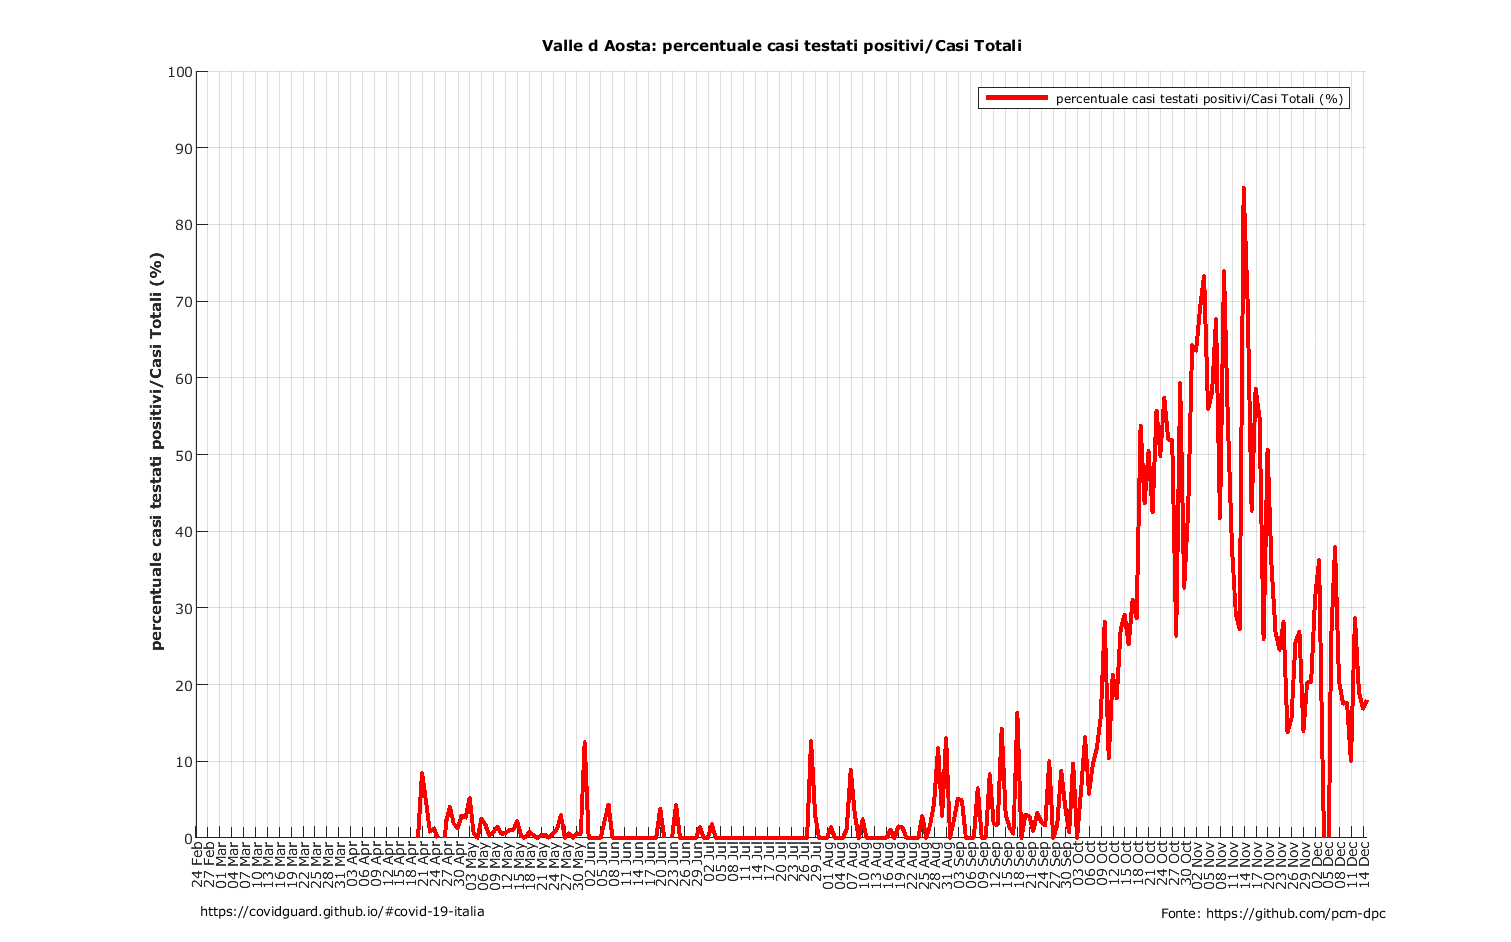 Valle d Aosta: percentuale casi testati positivi/Casi Totali
percentuale casi testati positivi/Casi Totali (%)
percentuale casi testati positivi/Casi Totali (%)
100
90
80
70
60
50
40
30
20
10
0
24 Feb
27 Feb
01 Mar
04 Mar
07 Mar
10 Mar
13 Mar
16 Mar
19 Mar
22 Mar
25 Mar
28 Mar
31 Mar
03 Apr
06 Apr
09 Apr
12 Apr
15 Apr
18 Apr
21 Apr
24 Apr
27 Apr
30 Apr
03 May
06 May
09 May
12 May
15 May
18 May
21 May
24 May
27 May
30 May
02 Jun
05 Jun
08 Jun
11 Jun
14 Jun
17 Jun
20 Jun
23 Jun
26 Jun
29 Jun
02 Jul
05 Jul
08 Jul
11 Jul
14 Jul
17 Jul
20 Jul
23 Jul
26 Jul
29 Jul
01 Aug
04 Aug
07 Aug
10 Aug
13 Aug
16 Aug
19 Aug
22 Aug
25 Aug
28 Aug
31 Aug
03 Sep
06 Sep
09 Sep
12 Sep
15 Sep
18 Sep
21 Sep
24 Sep
27 Sep
30 Sep
03 Oct
06 Oct
09 Oct
12 Oct
15 Oct
18 Oct
21 Oct
24 Oct
27 Oct
30 Oct
02 Nov
05 Nov
08 Nov
11 Nov
14 Nov
17 Nov
20 Nov
23 Nov
26 Nov
29 Nov
02 Dec
05 Dec
08 Dec
11 Dec
14 Dec
https://covidguard.github.io/#covid-19-italia
Fonte: https://github.com/pcm-dpc